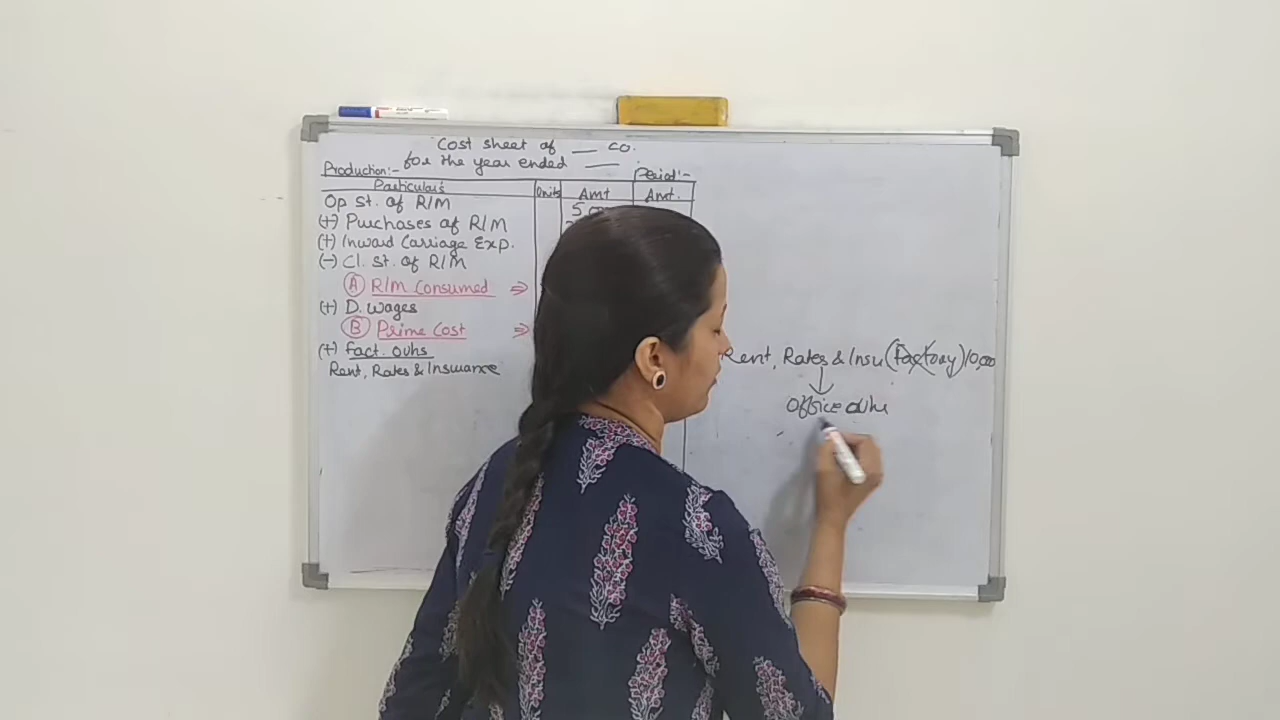 Cost sheet of __ co.
for the year ended __
Production:- Period:-
Particulars Units Amt Amt.
Op st. of R/M
(+) Purchases of R/M
(+) Inward Carriage Exp.
(-) Cl. st. of R/M
(A) R/M Consumed ⇒
(+) D. wages
(B) Prime Cost ⇒
(+) fact. ovhs
Rent, Rates & Insurance
Rent, Rates & Insu (Factory) 10,000
↓
Office ovhs